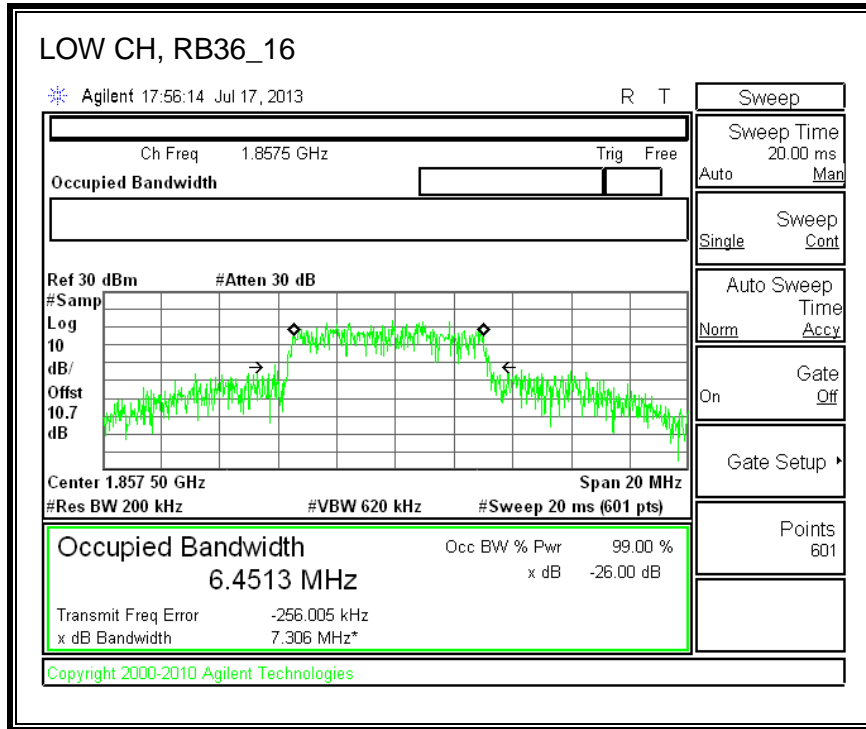 LOW CH, RB36_16
Agilent 17:56:14 Jul 17, 2013 R T
Ch Freq 1.8575 GHz Trig Free
Occupied Bandwidth
Ref 30 dBm #Atten 30 dB
#Samp
Log
10
dB/
Offst
10.7
dB
Center 1.857 50 GHz Span 20 MHz
#Res BW 200 kHz #VBW 620 kHz #Sweep 20 ms (601 pts)
Occupied Bandwidth
6.4513 MHz
Occ BW % Pwr 99.00 %
x dB -26.00 dB
Transmit Freq Error -256.005 kHz
x dB Bandwidth 7.306 MHz*
Copyright 2000-2010 Agilent Technologies
Sweep
Sweep Time
20.00 ms
Auto Man
Sweep
Single Cont
Auto Sweep
Time
Norm Accy
Gate
On Off
Gate Setup
Points
601